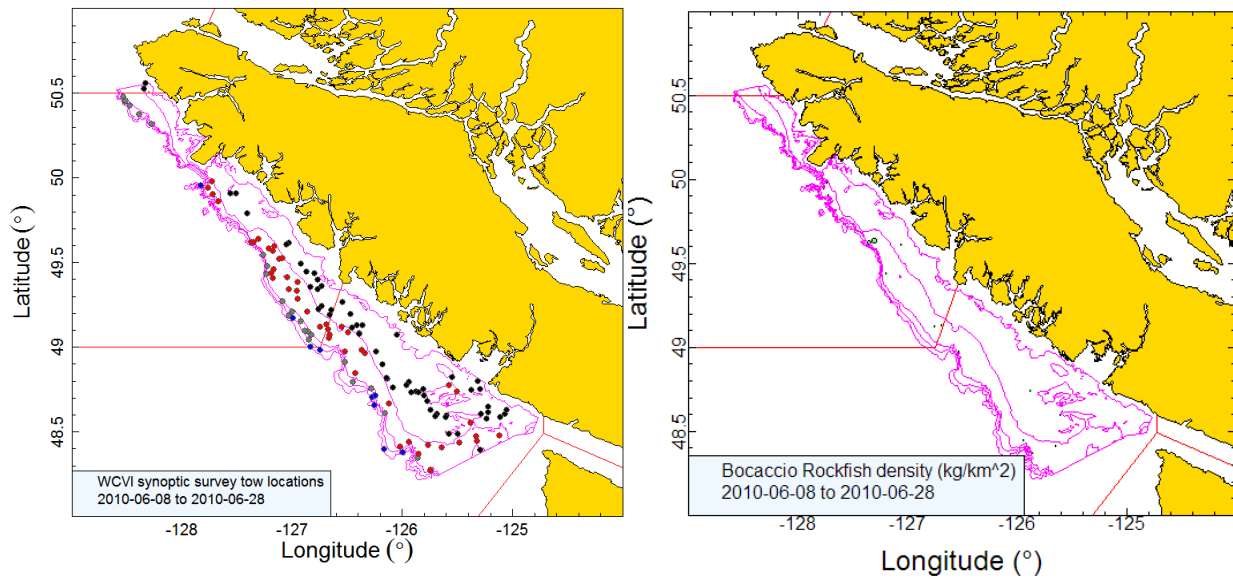 50.5
50
49.5
49
48.5
Latitude (°)
WCVI synoptic survey tow locations
2010-06-08 to 2010-06-28
-128
-127
-126
-125
Longitude (°)
50.5
50
49.5
49
48.5
Latitude (°)
Bocaccio Rockfish density (kg/km^2)
2010-06-08 to 2010-06-28
-128
-127
-126
-125
Longitude (°)